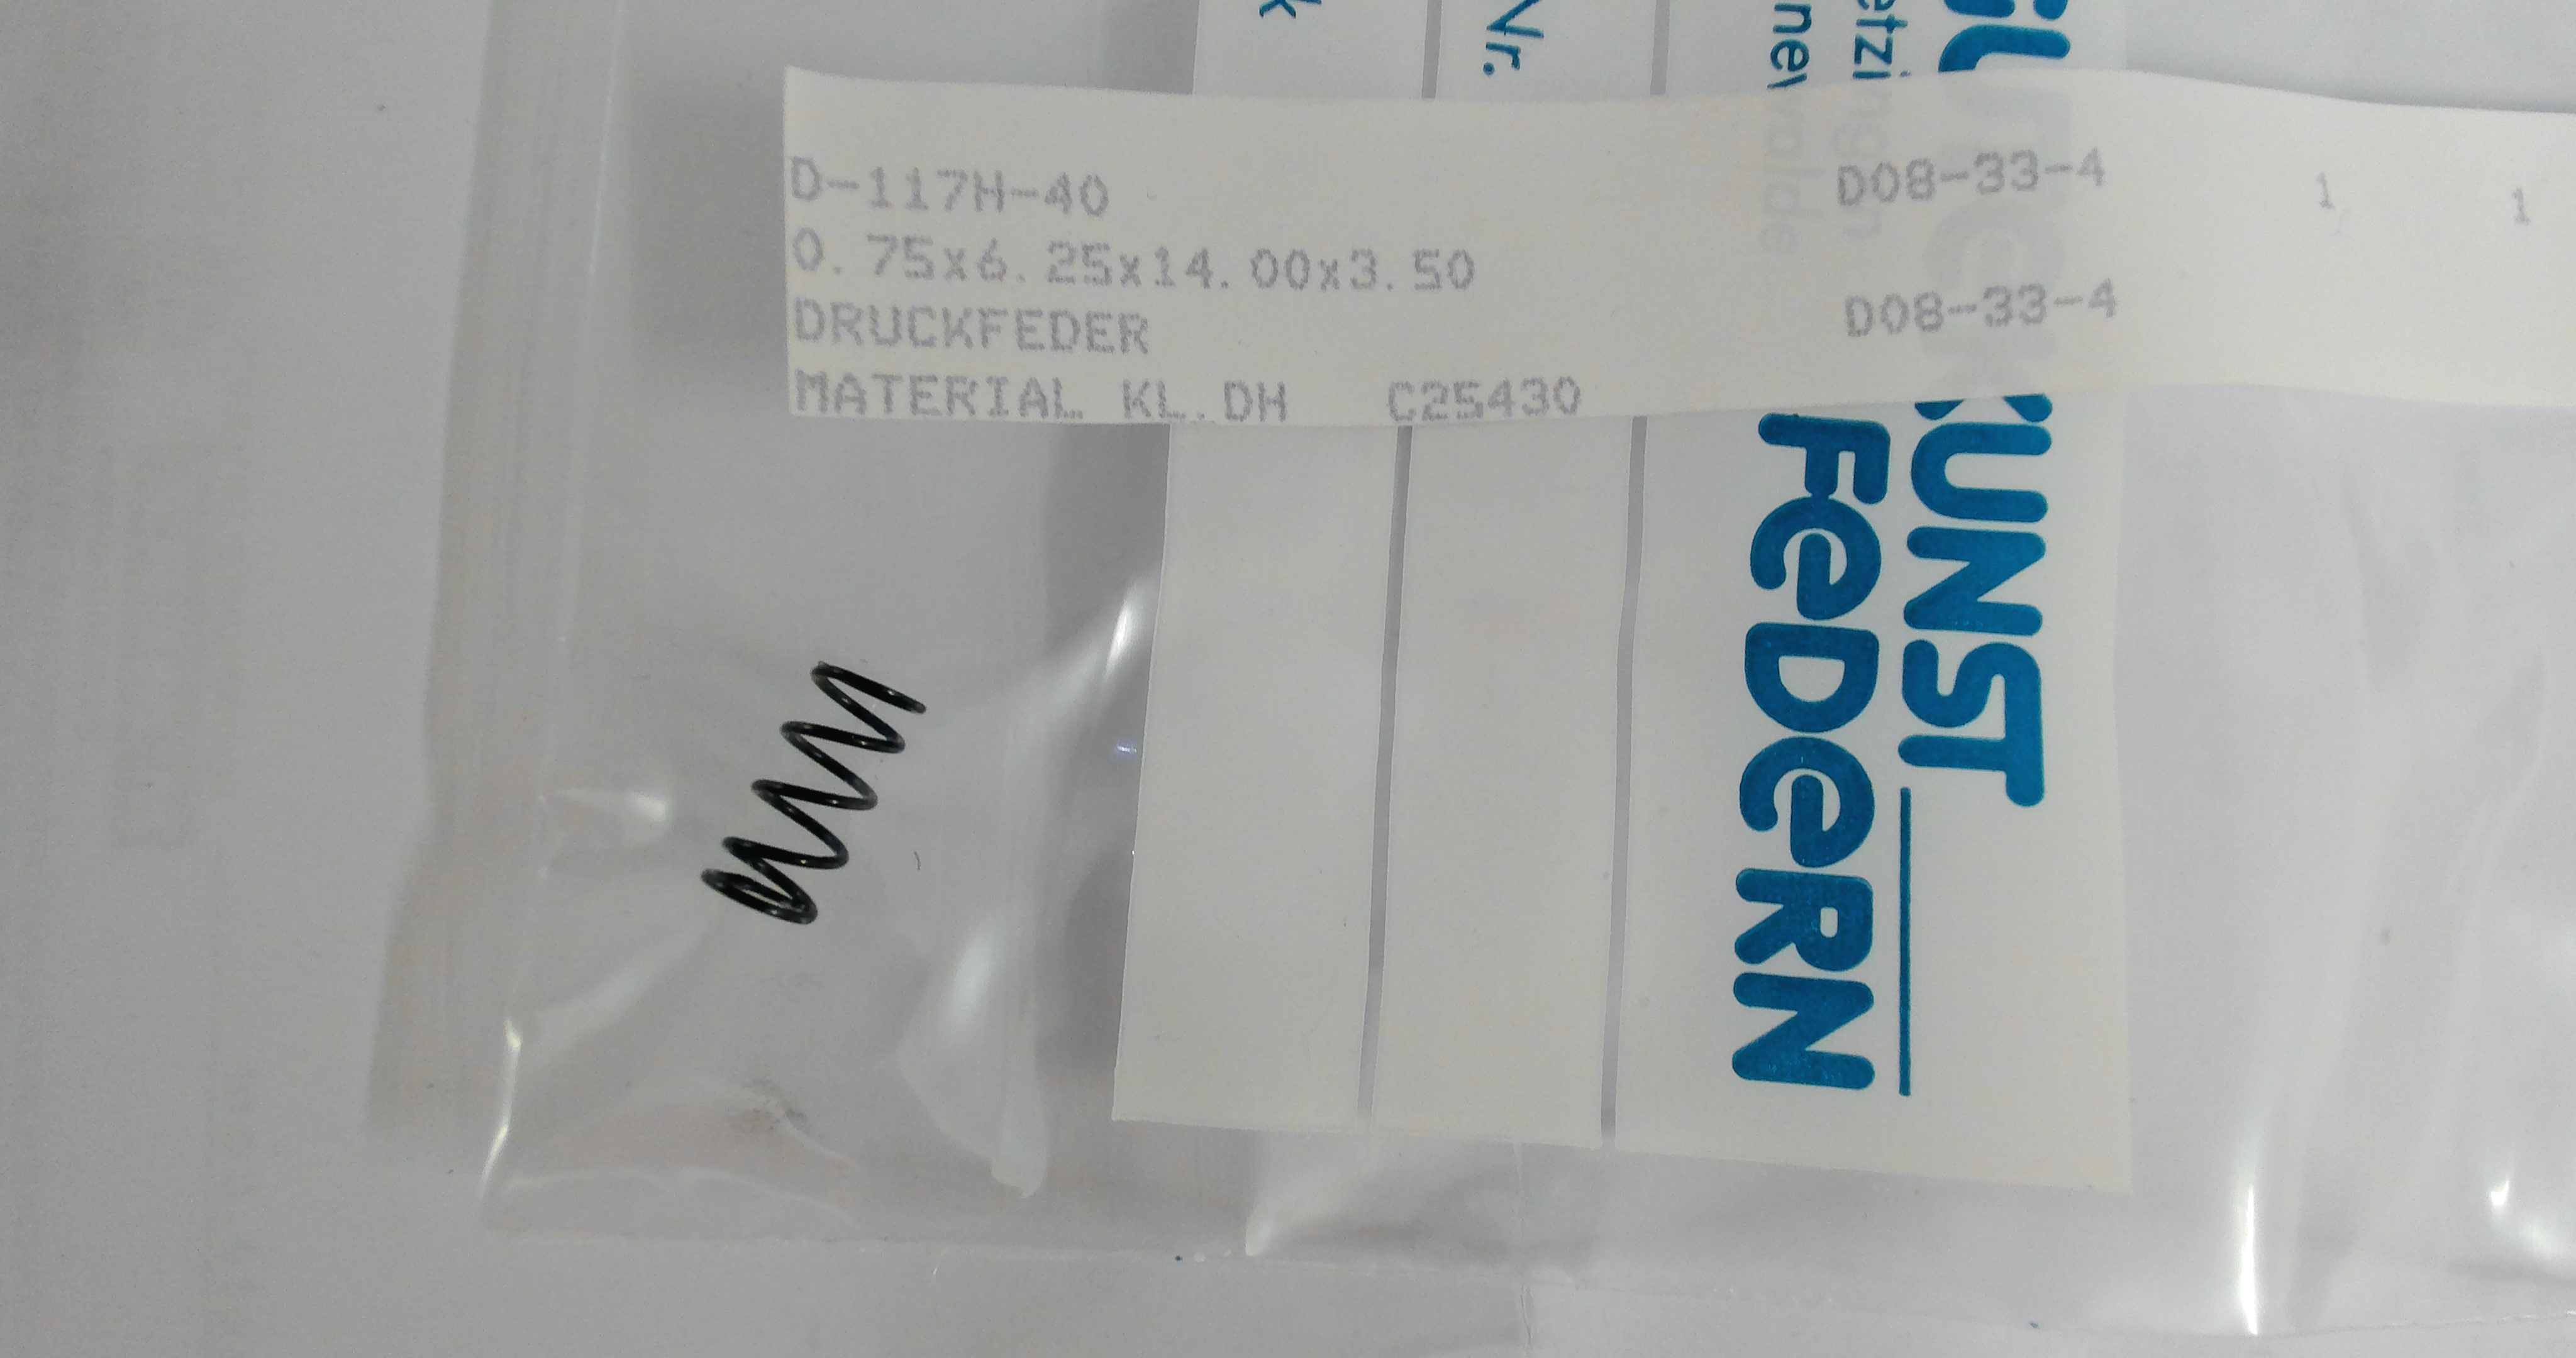 D-117H-40 D08-33-4 1 1
0.75x6.25x14.00x3.50
DRUCKFEDER D08-33-4
MATERIAL KL.DH C25430
KUNST
FeDeRN
Nr.